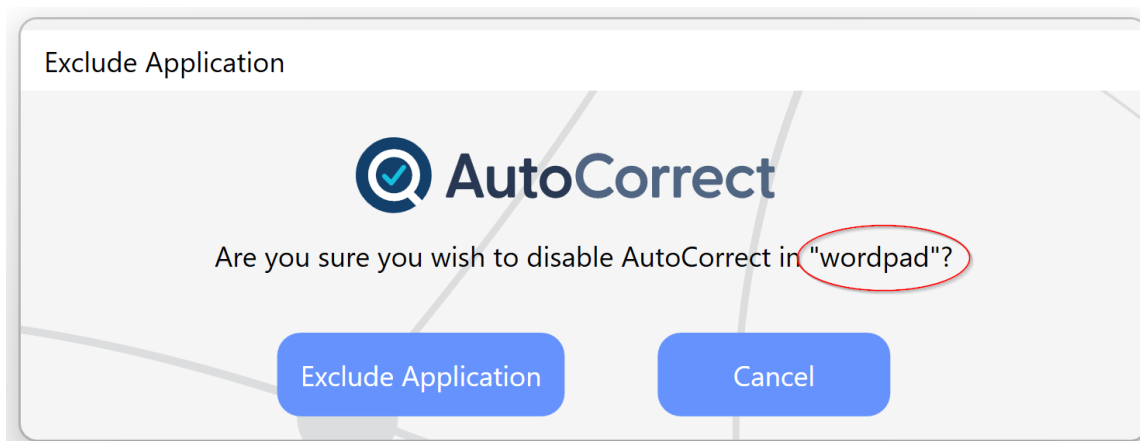 Exclude Application
AutoCorrect
Are you sure you wish to disable AutoCorrect in "wordpad"?
Exclude Application
Cancel